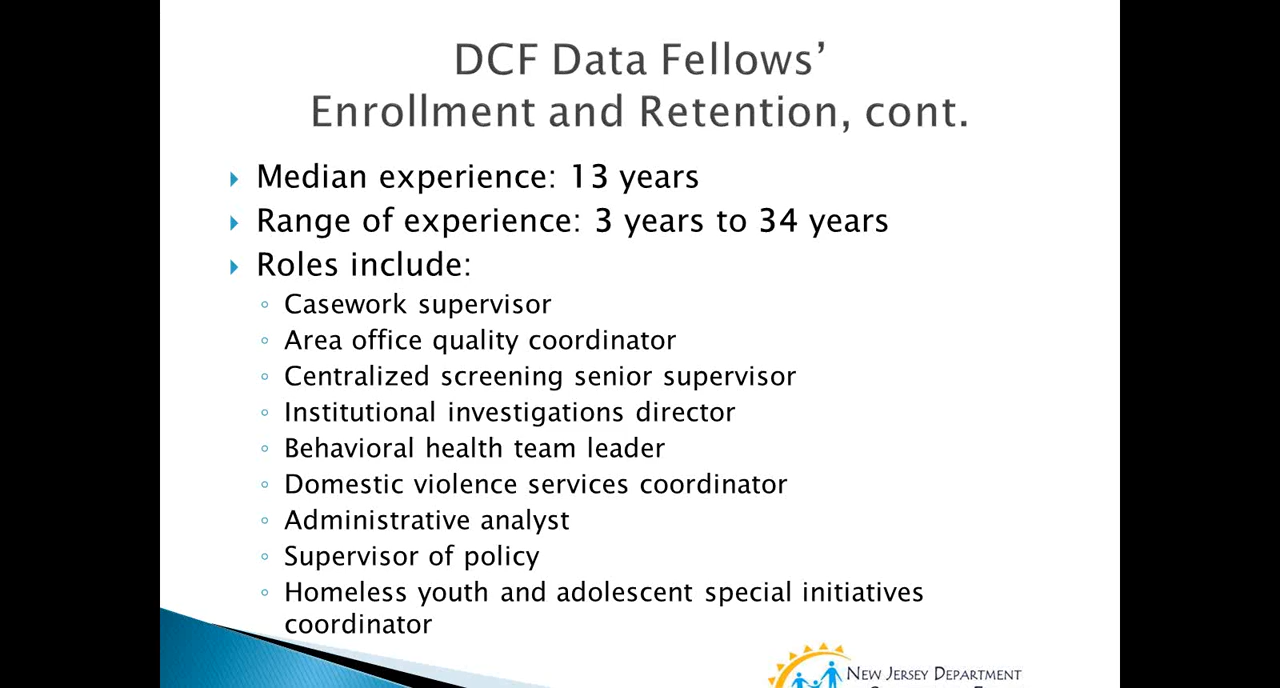 DCF Data Fellows’
Enrollment and Retention, cont.
Median experience: 13 years
Range of experience: 3 years to 34 years
Roles include:
Casework supervisor
Area office quality coordinator
Centralized screening senior supervisor
Institutional investigations director
Behavioral health team leader
Domestic violence services coordinator
Administrative analyst
Supervisor of policy
Homeless youth and adolescent special initiatives
coordinator
NEW JERSEY DEPARTMENT